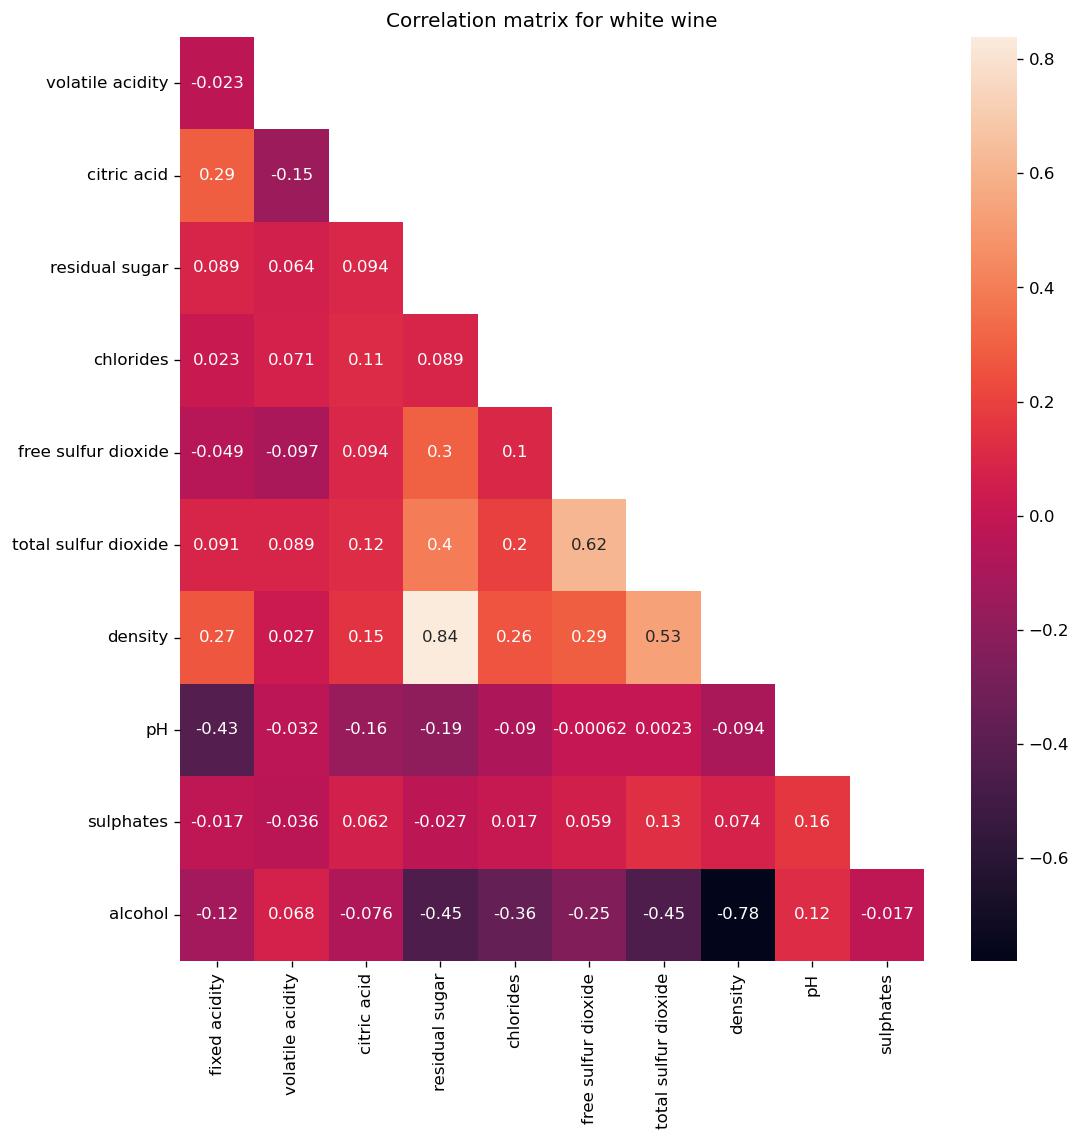 Correlation matrix for white wine
volatile acidity -0.023
citric acid 0.29 -0.15
residual sugar 0.089 0.064 0.094
chlorides 0.023 0.071 0.11 0.089
free sulfur dioxide -0.049 -0.097 0.094 0.3 0.1
total sulfur dioxide 0.091 0.089 0.12 0.4 0.2 0.62
density 0.27 0.027 0.15 0.84 0.26 0.29 0.53
pH -0.43 -0.032 -0.16 -0.19 -0.09 -0.00062 0.0023 -0.094
sulphates -0.017 -0.036 0.062 -0.027 0.017 0.059 0.13 0.074 0.16
alcohol -0.12 0.068 -0.076 -0.45 -0.36 -0.25 -0.45 -0.78 0.12 -0.017
fixed acidity
volatile acidity
citric acid
residual sugar
chlorides
free sulfur dioxide
total sulfur dioxide
density
pH
sulphates
0.8
0.6
0.4
0.2
0.0
−0.2
−0.4
−0.6